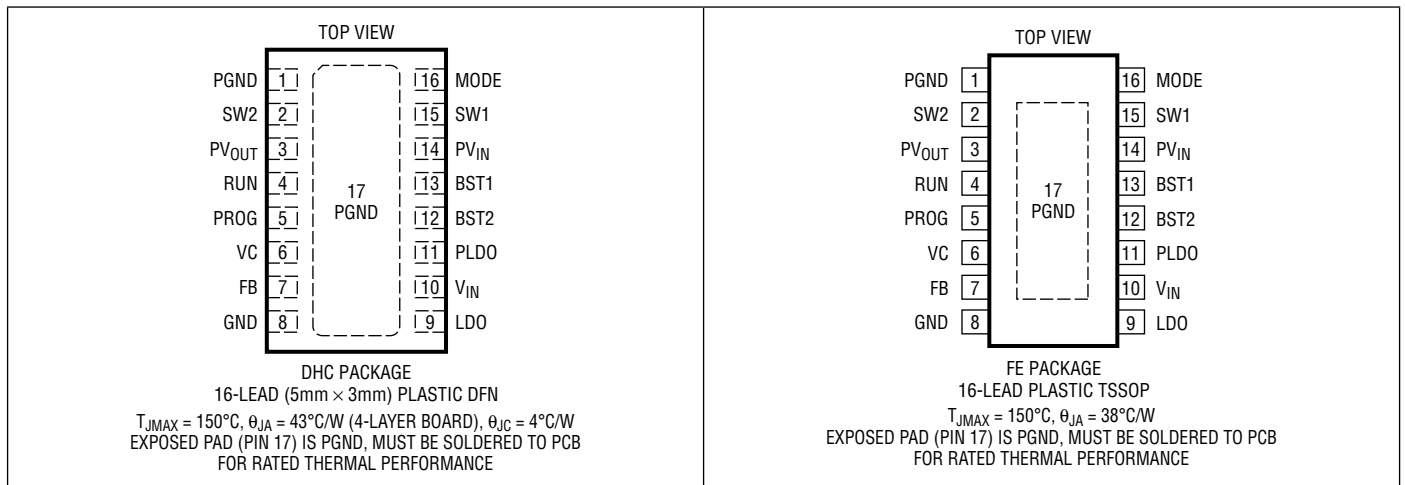 TOP VIEW
PGND 1
SW2 2
PVOUT 3
RUN 4
PROG 5
VC 6
FB 7
GND 8
17
PGND
16 MODE
15 SW1
14 PVIN
13 BST1
12 BST2
11 PLDO
10 VIN
9 LDO
DHC PACKAGE
16-LEAD (5mm × 3mm) PLASTIC DFN
TJMAX = 150°C, θJA = 43°C/W (4-LAYER BOARD), θJC = 4°C/W
EXPOSED PAD (PIN 17) IS PGND, MUST BE SOLDERED TO PCB
FOR RATED THERMAL PERFORMANCE
TOP VIEW
PGND 1
SW2 2
PVOUT 3
RUN 4
PROG 5
VC 6
FB 7
GND 8
17
PGND
16 MODE
15 SW1
14 PVIN
13 BST1
12 BST2
11 PLDO
10 VIN
9 LDO
FE PACKAGE
16-LEAD PLASTIC TSSOP
TJMAX = 150°C, θJA = 38°C/W
EXPOSED PAD (PIN 17) IS PGND, MUST BE SOLDERED TO PCB
FOR RATED THERMAL PERFORMANCE